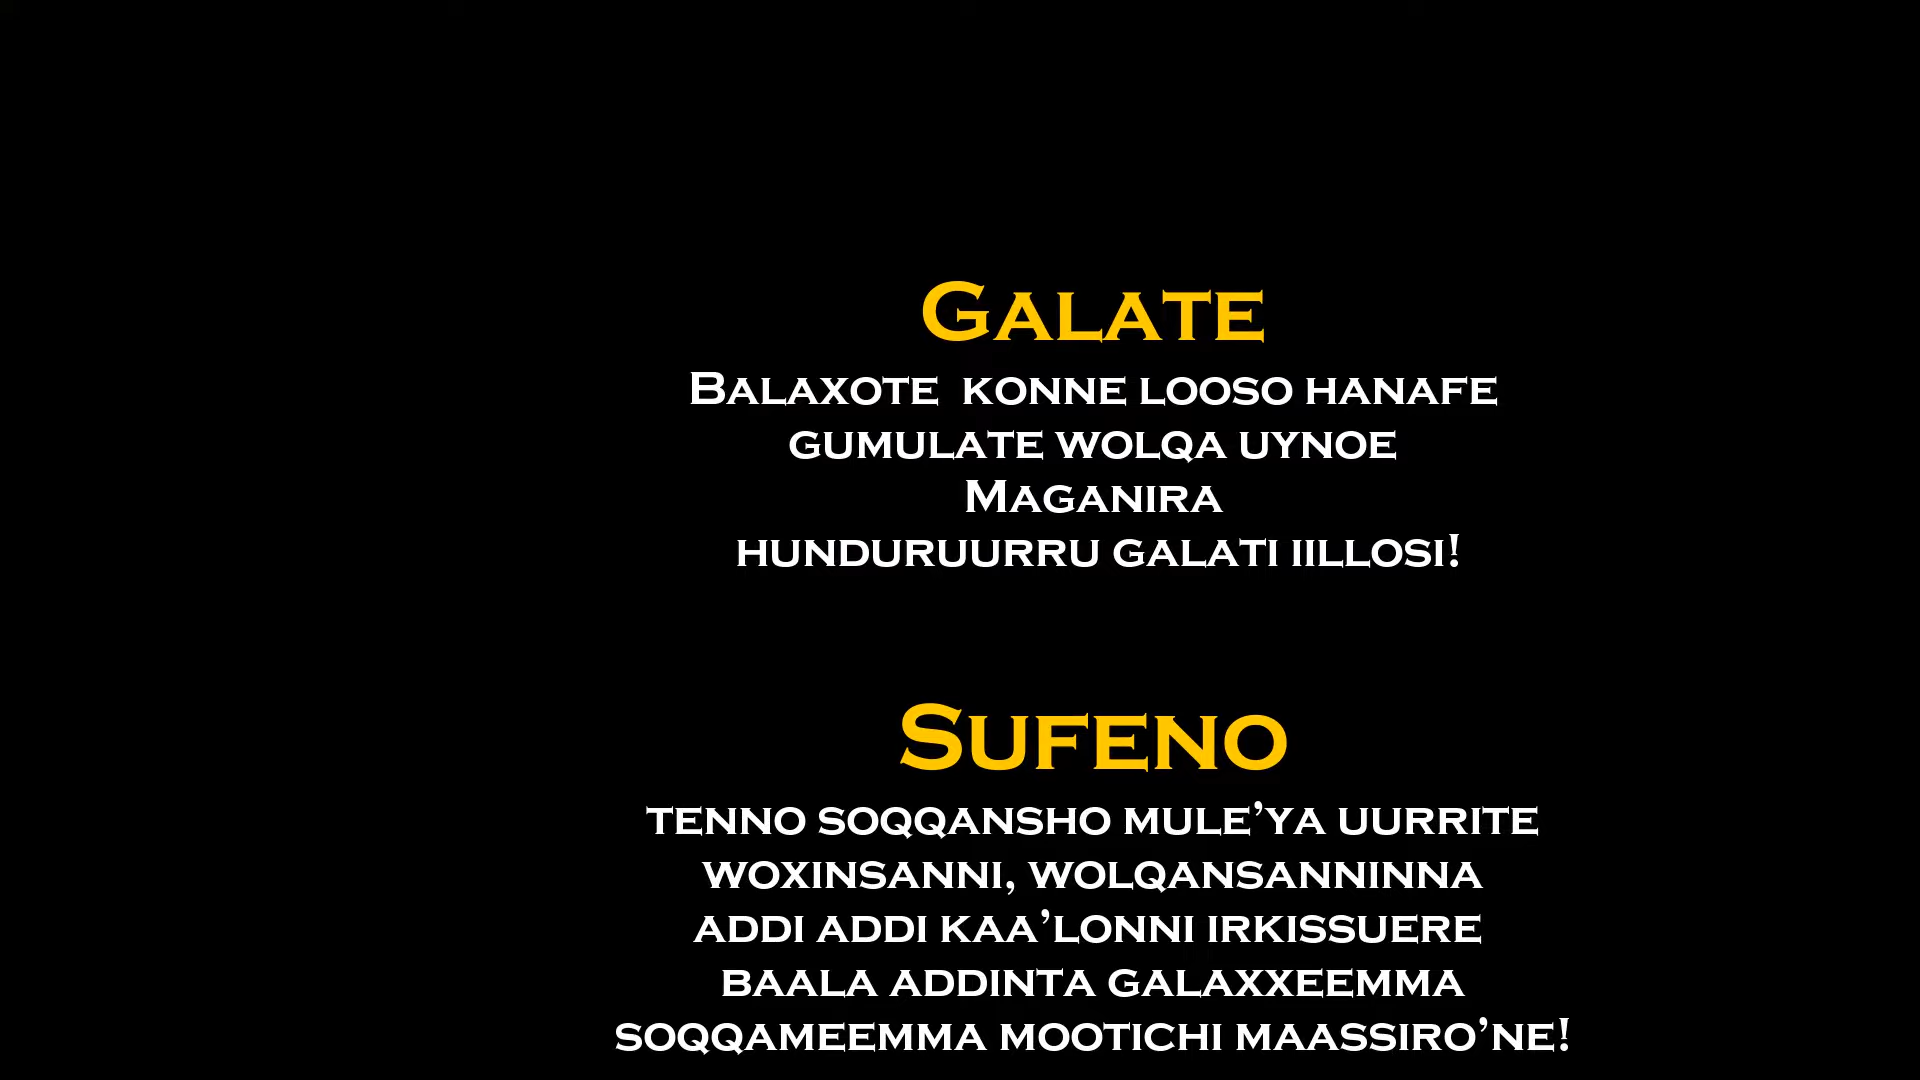 Galate
Balaxote konne looso hanafe
gumulate wolqa uynoe
Maganira
hunduruurru galati iillosi!
Sufeno
tenno soqqansho mule’ya uurrite
woxinsanni, wolqansanninna
addi addi kaa’lonni irkissuere
baala addinta galaxxeemma
soqqameemma mootichi maassiro’ne!